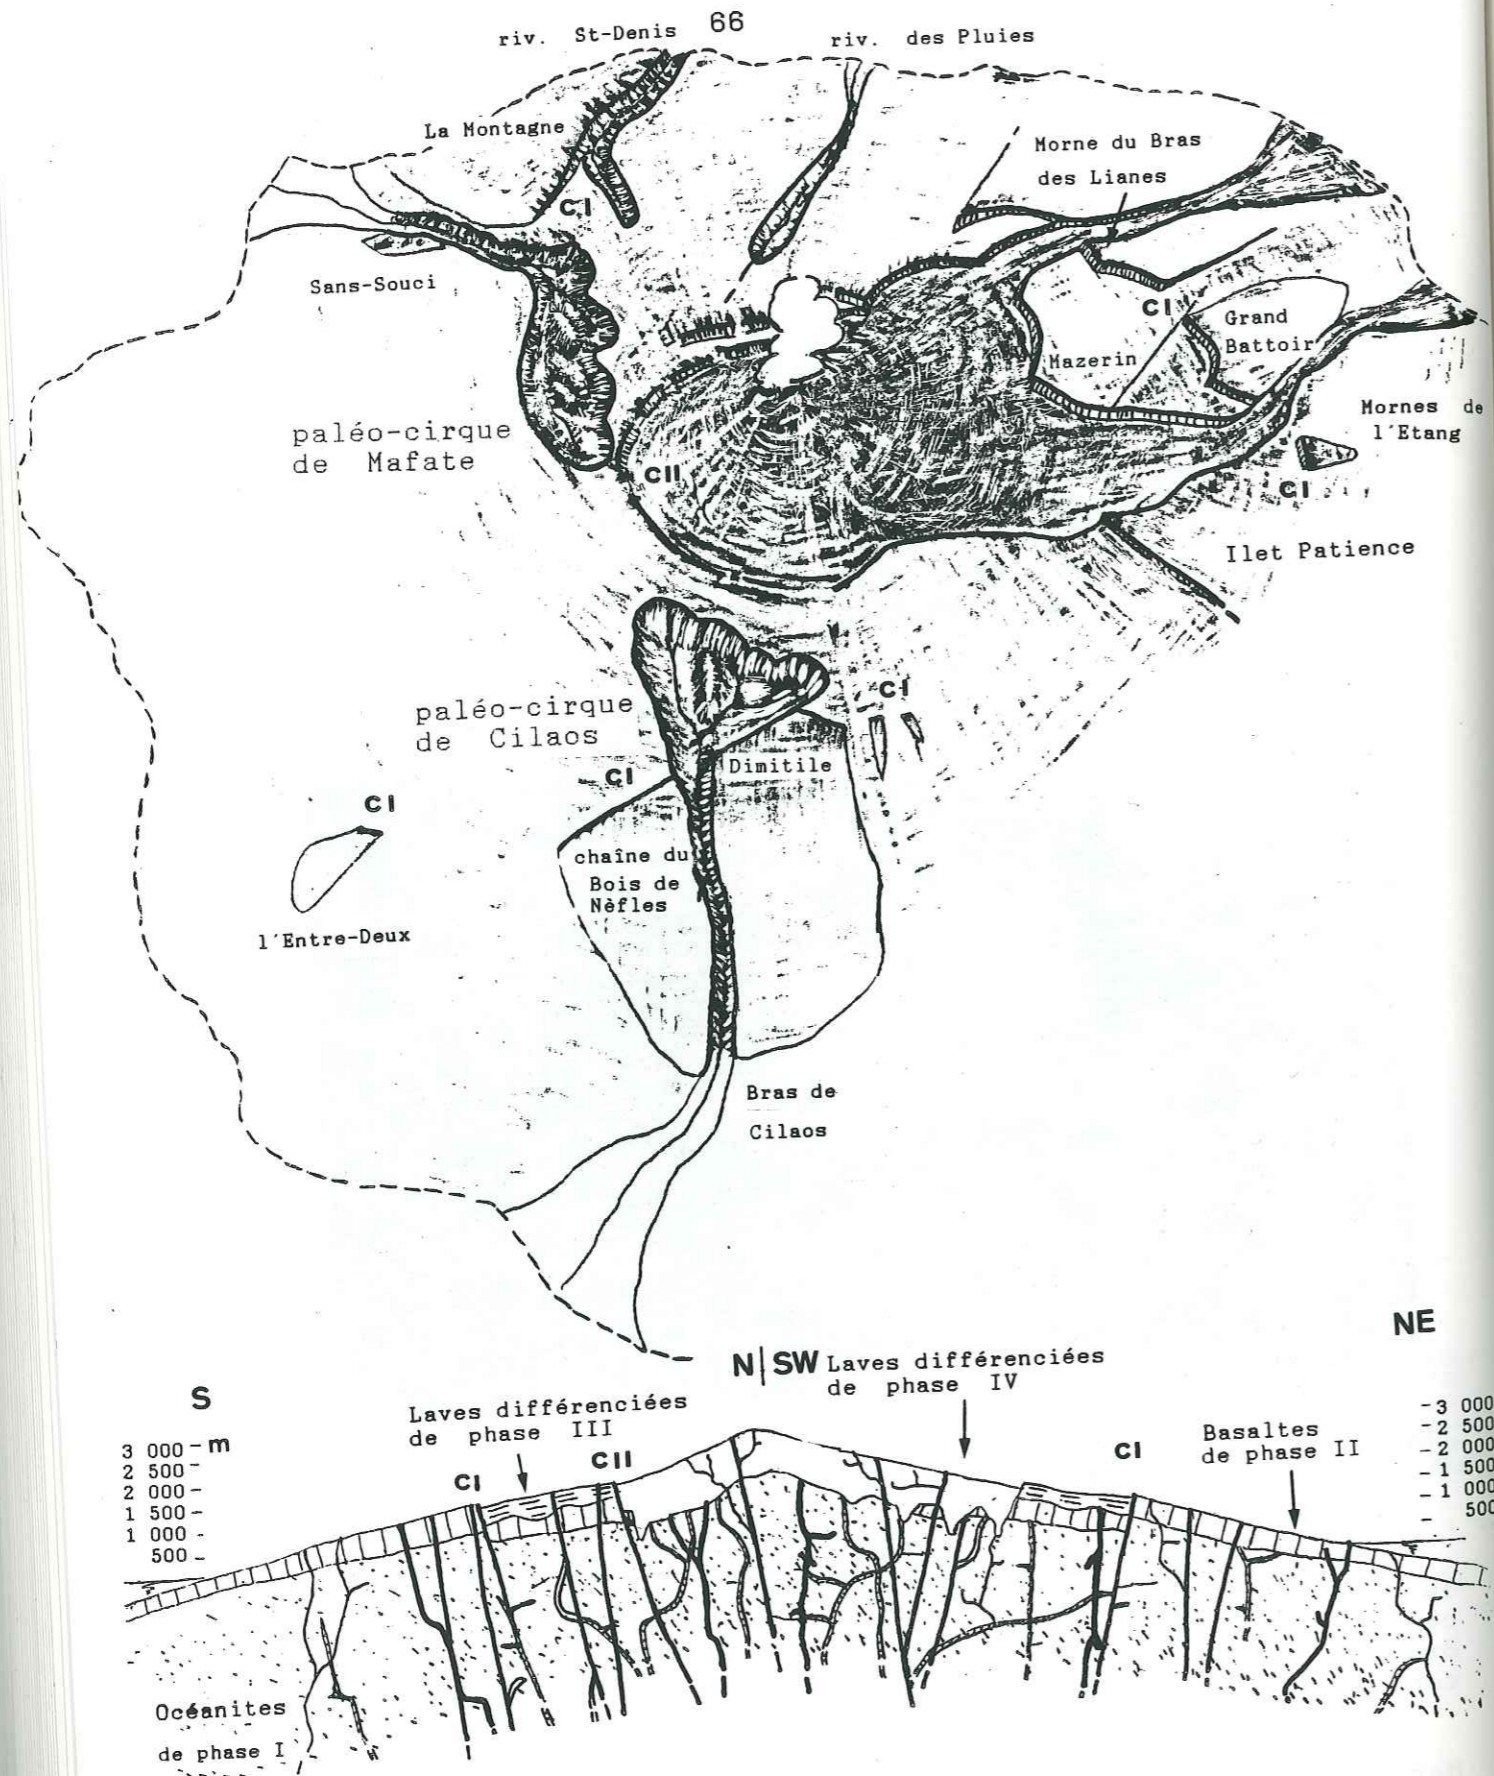 66
riv. St-Denis
riv. des Pluies
La Montagne
Morne du Bras
des Lianes
CI
Sans-Souci
CI
Grand
Battoir
Mazerin
paléo-cirque
de Mafate
Mornes de
l'Etang
CII
CI
Ilet Patience
CI
paléo-cirque
de Cilaos
Dimitile
CI
CI
chaîne du
Bois de
Nèfles
l'Entre-Deux
Bras de
Cilaos
NE
N|SW
Laves différenciées
de phase IV
S
Laves différenciées
de phase III
3 000 - m
2 500 -
2 000 -
1 500 -
1 000 -
500 -
CI
CII
CI
Basaltes
de phase II
-3 000
-2 500
-2 000
-1 500
-1 000
500
Océanites
de phase I